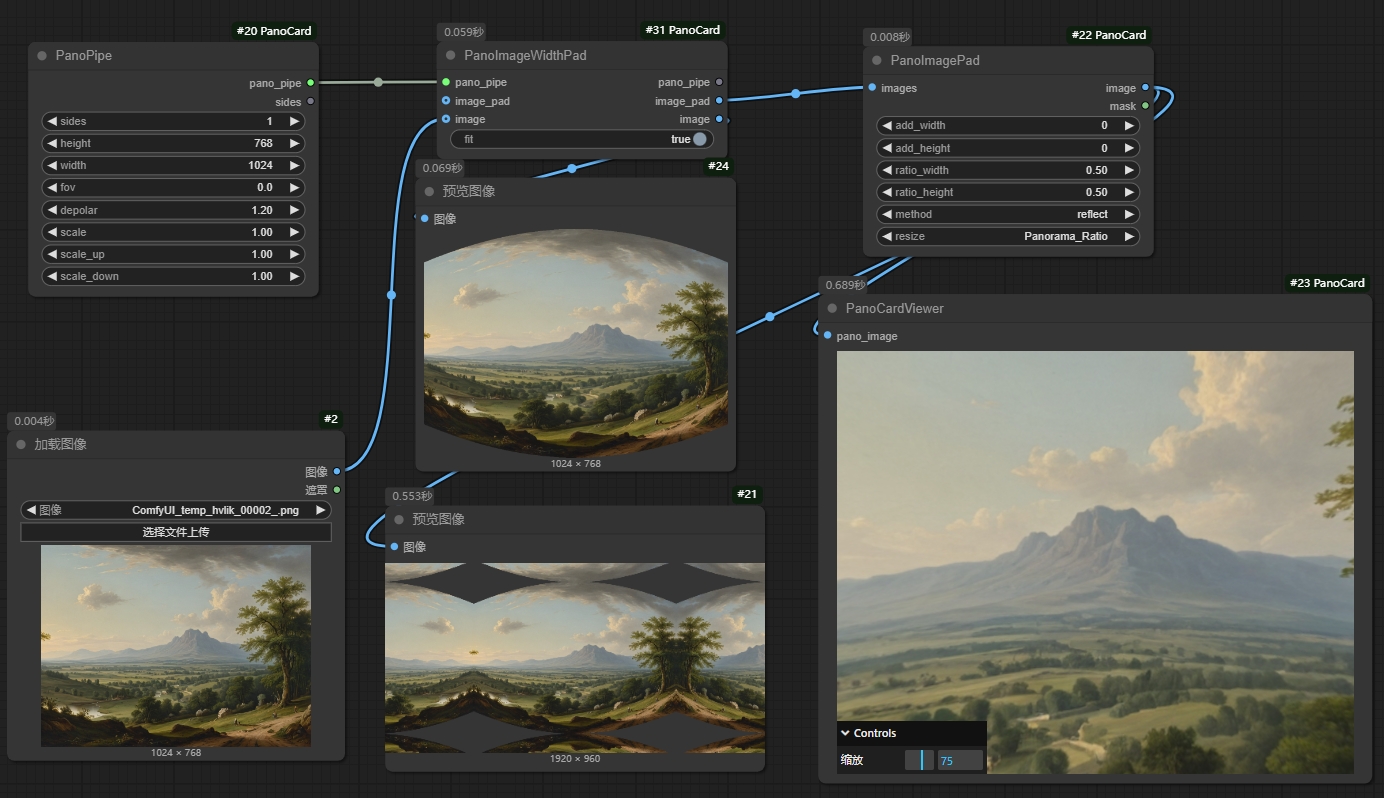 #20 PanoCard
PanoPipe
pano_pipe
sides
sides 1
height 768
width 1024
fov 0.0
depolar 1.20
scale 1.00
scale_up 1.00
scale_down 1.00
0.059秒
#31 PanoCard
PanoImageWidthPad
pano_pipe pano_pipe
image_pad image_pad
image image
fit true
0.008秒
#22 PanoCard
PanoImagePad
images image
mask
add_width 0
add_height 0
ratio_width 0.50
ratio_height 0.50
method reflect
resize Panorama_Ratio
0.069秒
#24
预览图像
图像
1024 × 768
0.689秒
#23 PanoCard
PanoCardViewer
pano_image
Controls
缩放 75
0.004秒
#2
加载图像
图像
遮罩
图像 ComfyUI_temp_hvlik_00002_.png
选择文件上传
1024 × 768
0.553秒
#21
预览图像
图像
1920 × 960